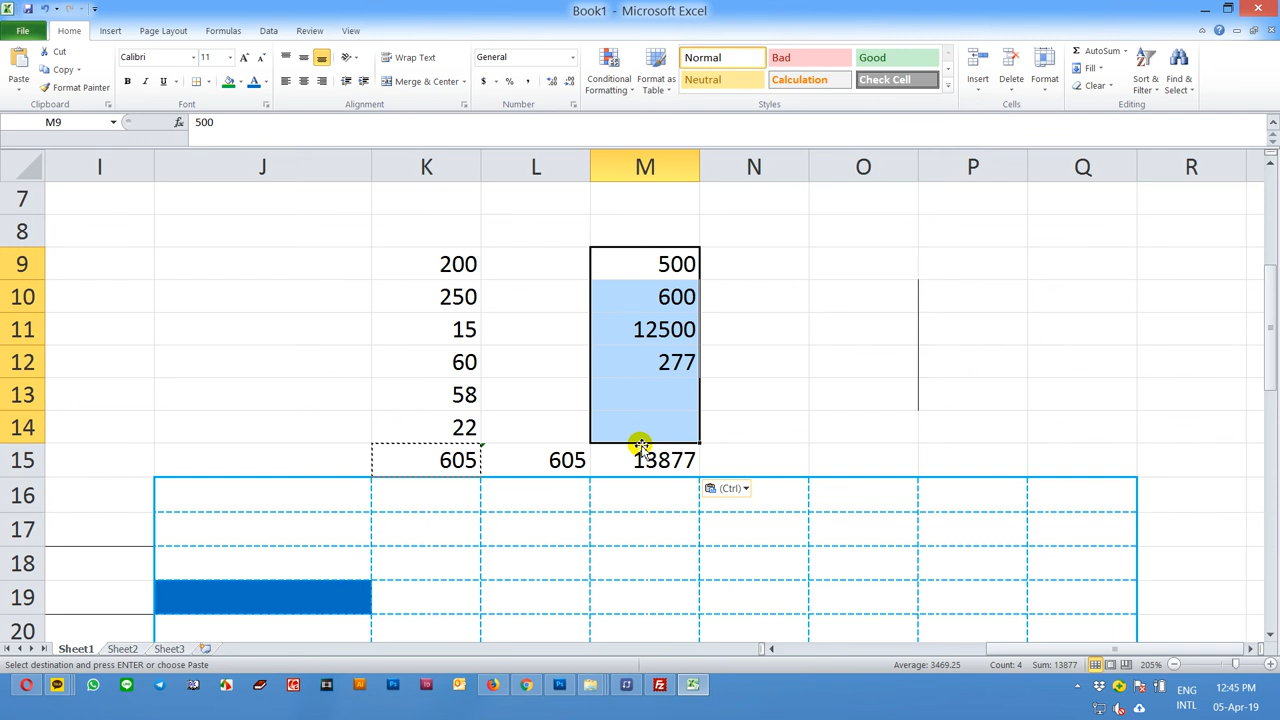 Book1 - Microsoft Excel
File Home Insert Page Layout Formulas Data Review View
Paste
Cut
Copy
Format Painter
Clipboard
Calibri 11
B I U
Font
Wrap Text
Merge & Center
Alignment
General
$ % ,
Number
Conditional Formatting
Format as Table
Normal Bad Good
Neutral Calculation Check Cell
Styles
Insert Delete Format
Cells
AutoSum
Fill
Clear
Sort & Filter
Find & Select
Editing
M9 fx 500
I J K L M N O P Q R
7
8
9 200 500
10 250 600
11 15 12500
12 60 277
13 58
14 22
15 605 605 13877
16 (Ctrl)
17
18
19
20
Sheet1 Sheet2 Sheet3
Select destination and press ENTER or choose Paste Average: 3469.25 Count: 4 Sum: 13877 205%
ENG 12:45 PM
INTL 05-Apr-19